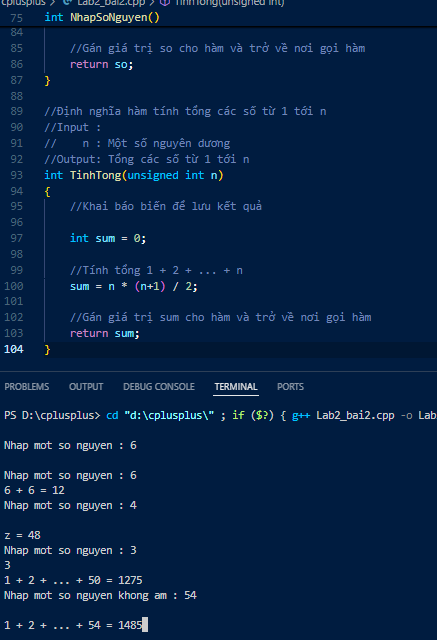 cplusplus > Lab2_bai2.cpp > TinhTong(unsigned int)
75 int NhapSoNguyen()
84
85 //Gán giá trị so cho hàm và trở về nơi gọi hàm
86 return so;
87 }
88
89 //Định nghĩa hàm tính tổng các số từ 1 tới n
90 //Input :
91 // n : Một số nguyên dương
92 //Output: Tổng các số từ 1 tới n
93 int TinhTong(unsigned int n)
94 {
95 //Khai báo biến để lưu kết quả
96
97 int sum = 0;
98
99 //Tính tổng 1 + 2 + ... + n
100 sum = n * (n+1) / 2;
101
102 //Gán giá trị sum cho hàm và trở về nơi gọi hàm
103 return sum;
104 }
PROBLEMS OUTPUT DEBUG CONSOLE TERMINAL PORTS
PS D:\cplusplus> cd "d:\cplusplus\" ; if ($?) { g++ Lab2_bai2.cpp -o Lab
Nhap mot so nguyen : 6
Nhap mot so nguyen : 6
6 + 6 = 12
Nhap mot so nguyen : 4
z = 48
Nhap mot so nguyen : 3
3
1 + 2 + ... + 50 = 1275
Nhap mot so nguyen khong am : 54
1 + 2 + ... + 54 = 1485